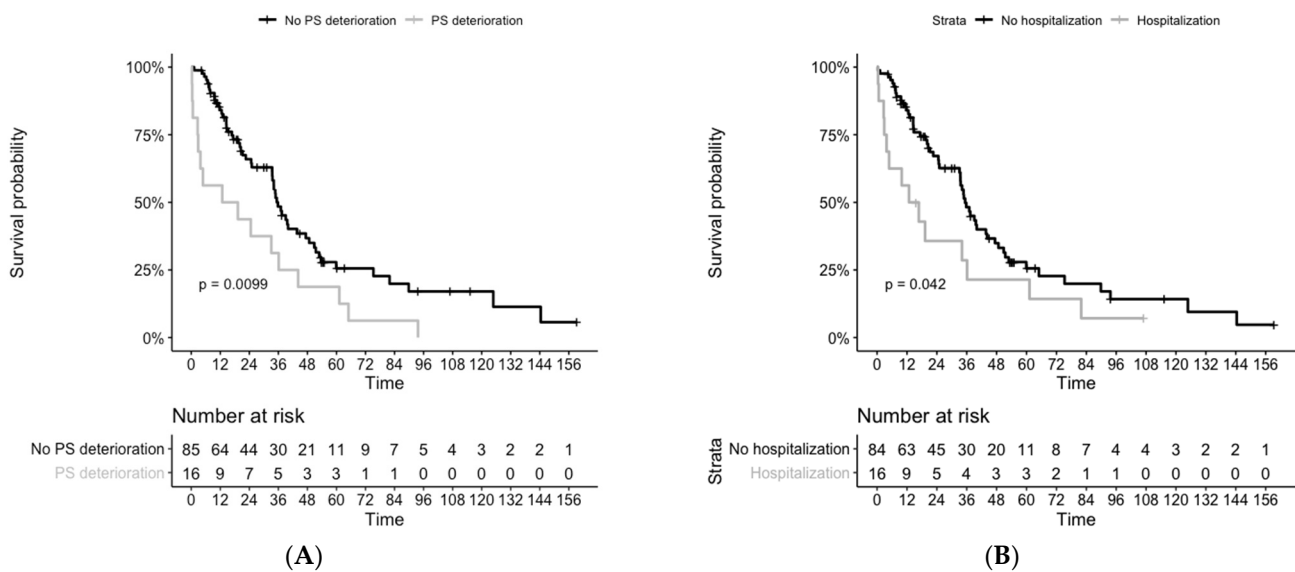 No PS deterioration PS deterioration
Survival probability
100%
75%
50%
25%
0%
p = 0.0099
0 12 24 36 48 60 72 84 96 108 120 132 144 156
Time
Number at risk
No PS deterioration 85 64 44 30 21 11 9 7 5 4 3 2 2 1
PS deterioration 16 9 7 5 3 3 1 1 0 0 0 0 0 0
0 12 24 36 48 60 72 84 96 108 120 132 144 156
Time
(A)
Strata No hospitalization Hospitalization
Survival probability
100%
75%
50%
25%
0%
p = 0.042
0 12 24 36 48 60 72 84 96 108 120 132 144 156
Time
Number at risk
Strata
No hospitalization 84 63 45 30 20 11 8 7 4 4 3 2 2 1
Hospitalization 16 9 5 4 3 3 2 1 1 0 0 0 0 0
0 12 24 36 48 60 72 84 96 108 120 132 144 156
Time
(B)